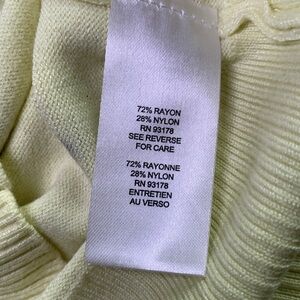 72% RAYON
28% NYLON
RN 93178
SEE REVERSE
FOR CARE
72% RAYONNE
28% NYLON
RN 93178
ENTRETIEN
AU VERSO